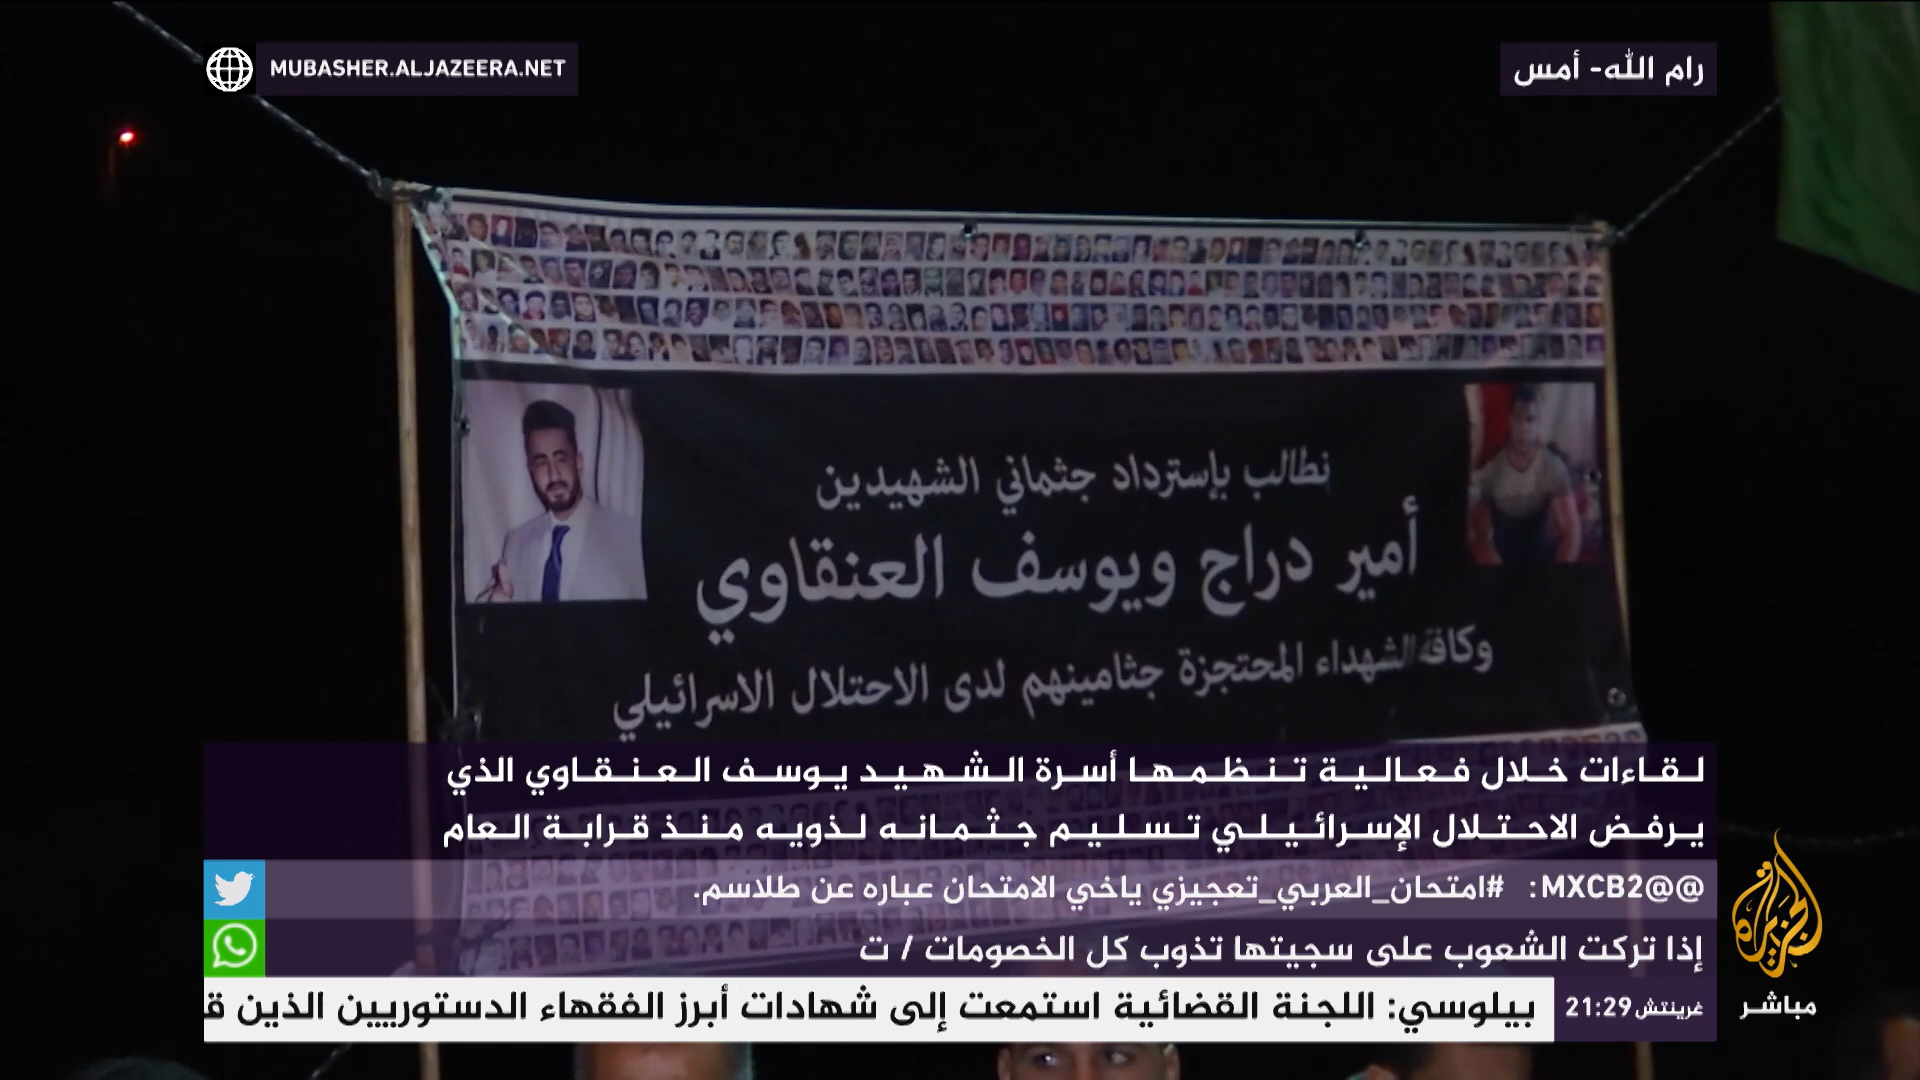 MUBASHER.ALJAZEERA.NET
رام الله- أمس
نطالب بإسترداد جثماني الشهيدين
أمير دراج ويوسف العنقاوي
وكافة الشهداء المحتجزة جثامينهم لدى الاحتلال الاسرائيلي
لقاءات خلال فعالية تنظمها أسرة الشهيد يوسف العنقاوي الذي
يرفض الاحتلال الإسرائيلي تسليم جثمانه لذويه منذ قرابة العام
@@MXCB2: #امتحان_العربي_تعجيزي ياخي الامتحان عباره عن طلاسم.
إذا تركت الشعوب على سجيتها تذوب كل الخصومات / ت
غرينتش 21:29
بيلوسي: اللجنة القضائية استمعت إلى شهادات أبرز الفقهاء الدستوريين الذين ق
الجزيرة
مباشر